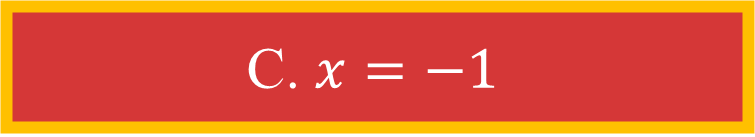 C. x = −1